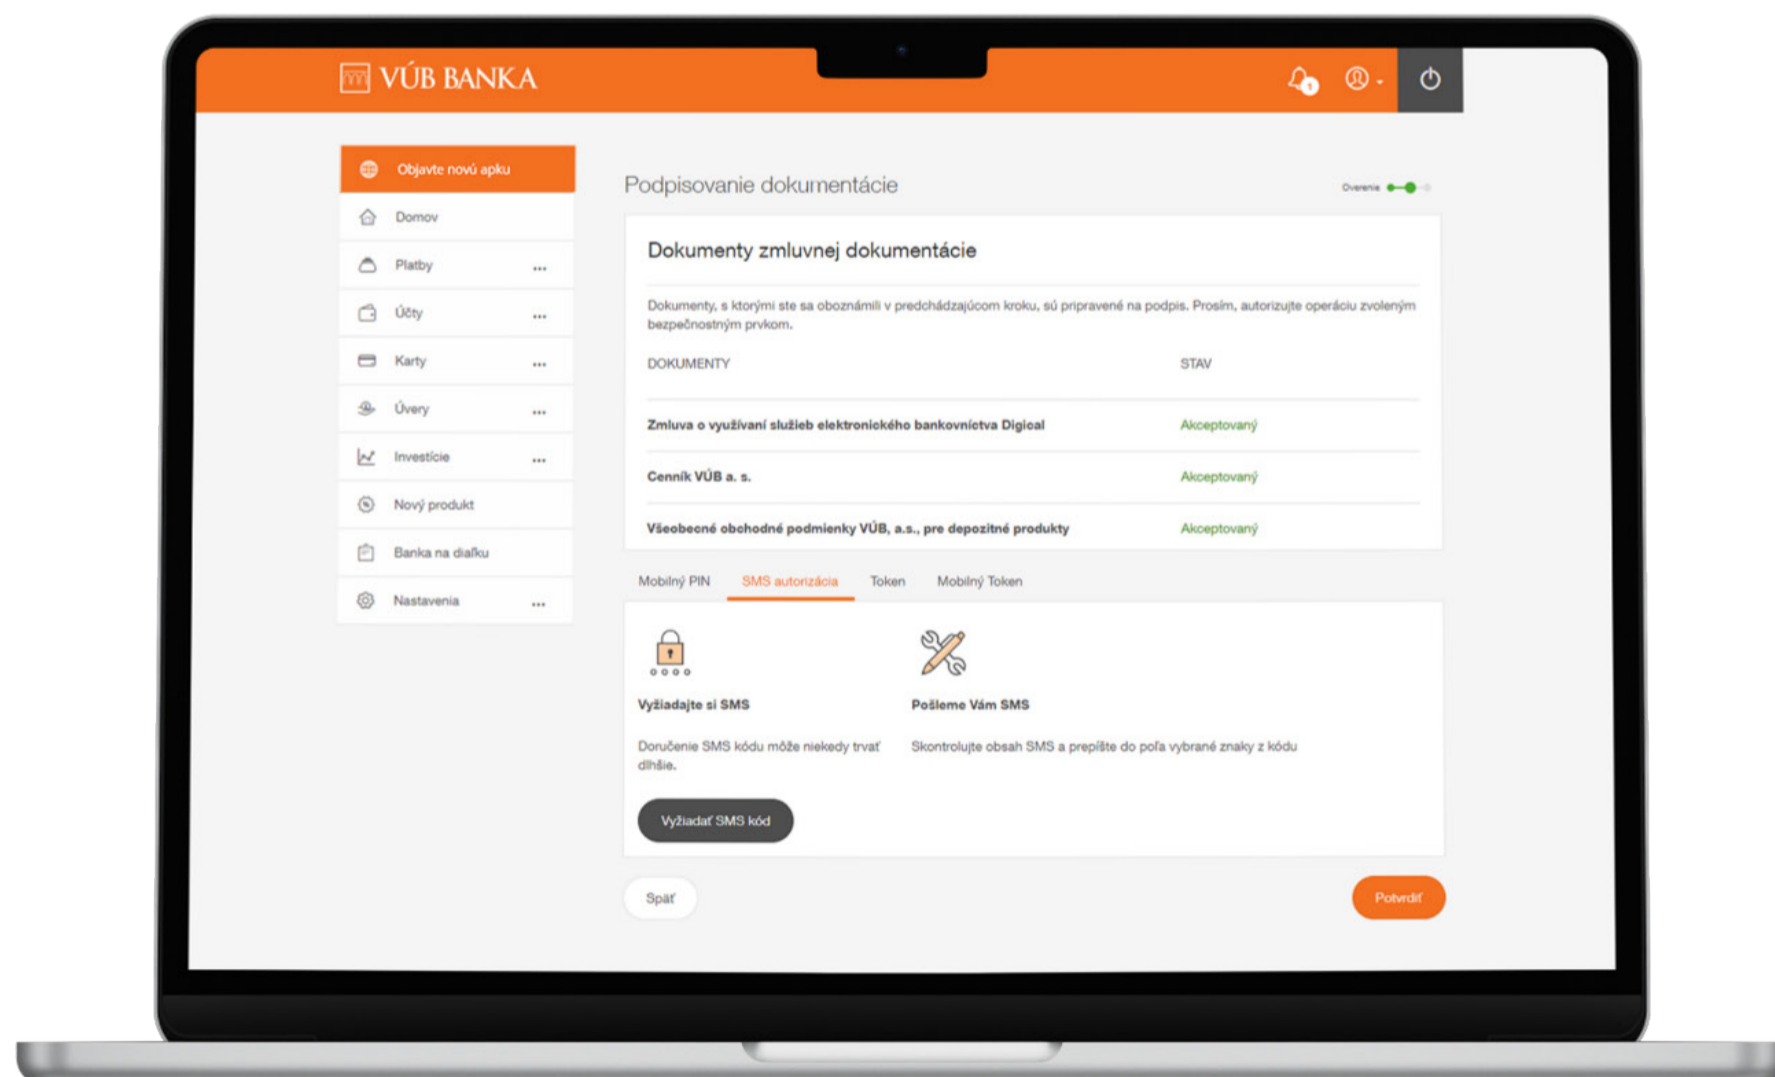 VÚB BANKA
1
Objavte novú apku
Domov
Platby
Účty
Karty
Úvery
Investície
Nový produkt
Banka na diaľku
Nastavenia
Podpisovanie dokumentácie
Overenie
Dokumenty zmluvnej dokumentácie
Dokumenty, s ktorými ste sa oboznámili v predchádzajúcom kroku, sú pripravené na podpis. Prosím, autorizujte operáciu zvoleným
bezpečnostným prvkom.
DOKUMENTY STAV
Zmluva o využívaní služieb elektronického bankovníctva Digical Akceptovaný
Cenník VÚB a. s. Akceptovaný
Všeobecné obchodné podmienky VÚB, a.s., pre depozitné produkty Akceptovaný
Mobilný PIN SMS autorizácia Token Mobilný Token
Vyžiadajte si SMS
Doručenie SMS kódu môže niekedy trvať
dlhšie.
Pošleme Vám SMS
Skontrolujte obsah SMS a prepíšte do poľa vybrané znaky z kódu
Vyžiadať SMS kód
Späť
Potvrdiť